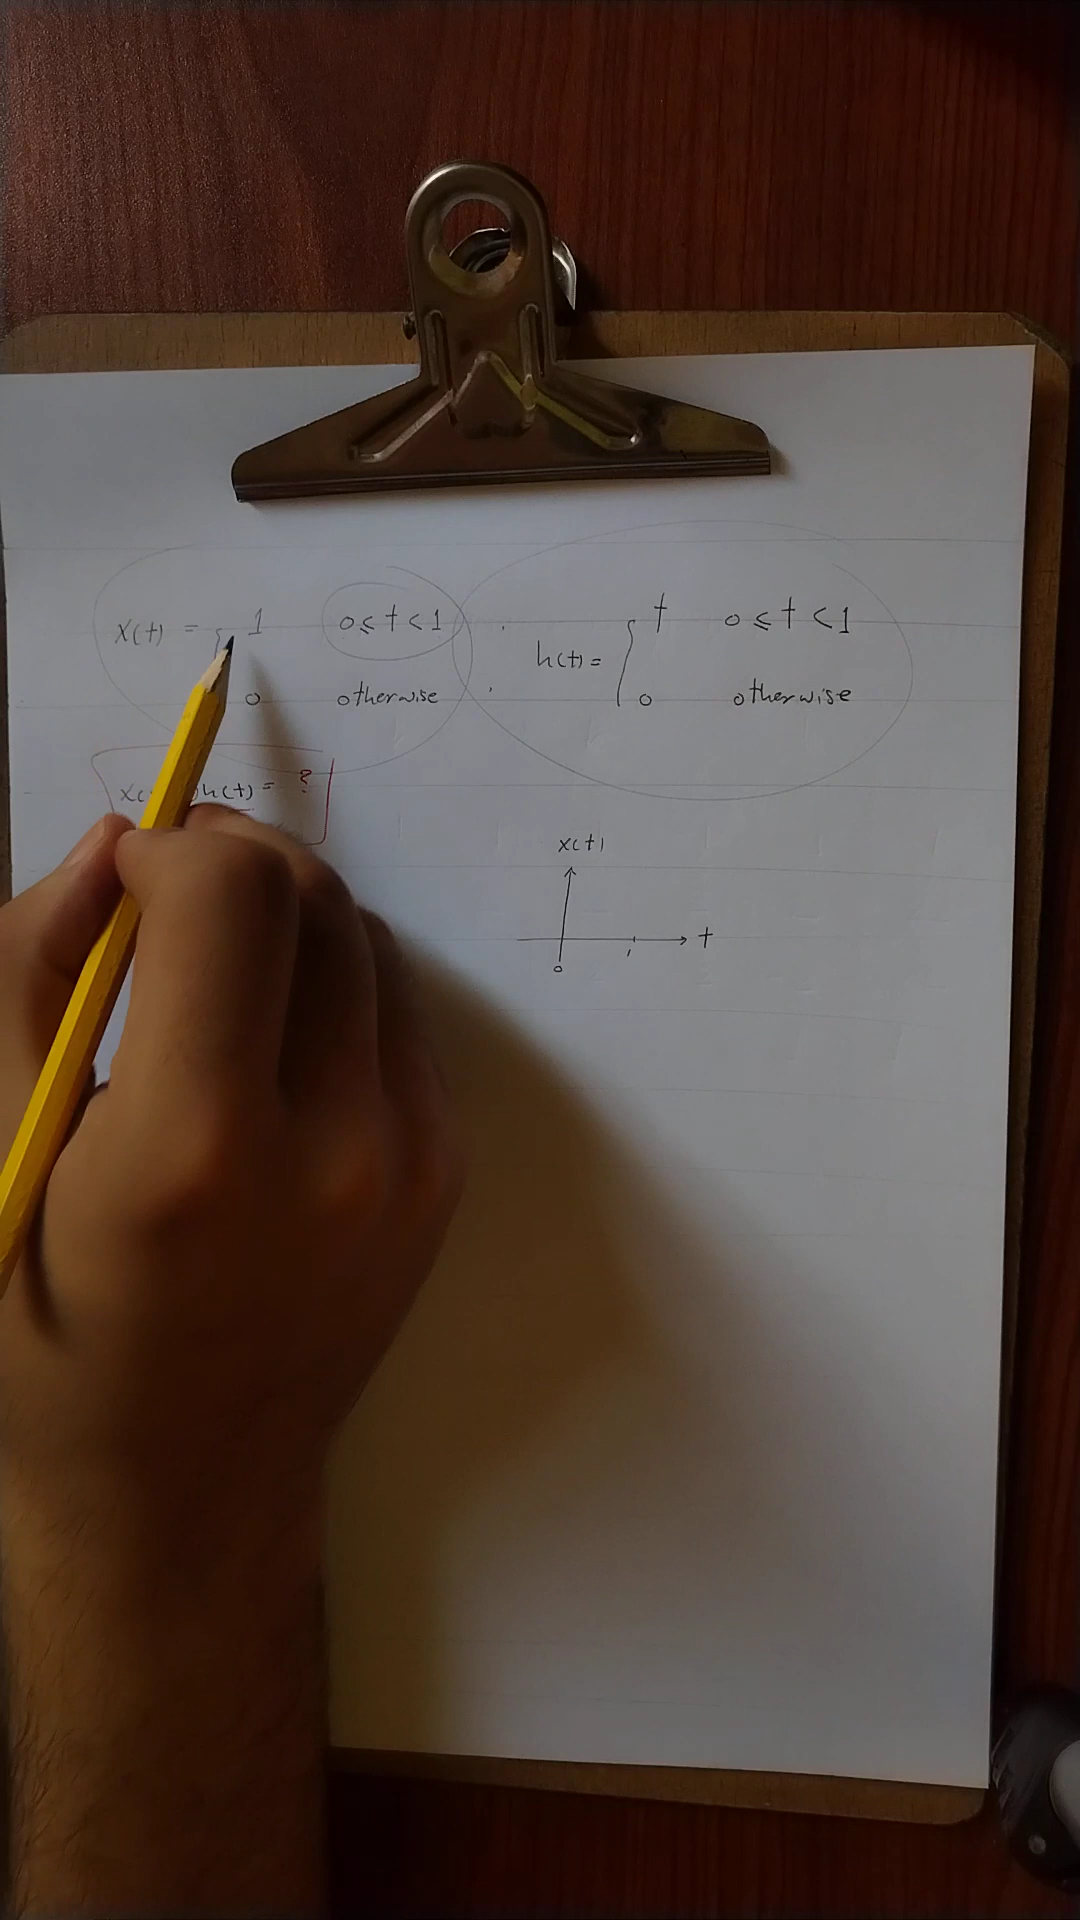 x(t) = { 1 0 ≤ t < 1
0 otherwise
h(t) = { t 0 ≤ t < 1
0 otherwise
h(t) = ?
x(t)
t
0 1